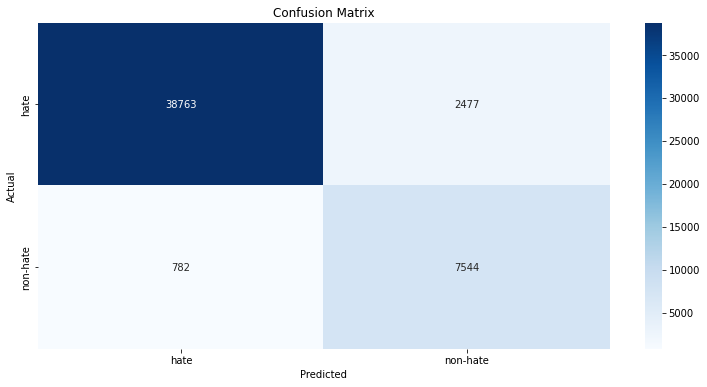 Confusion Matrix
Actual
hate
non-hate
38763
2477
782
7544
hate
non-hate
Predicted
35000
30000
25000
20000
15000
10000
5000